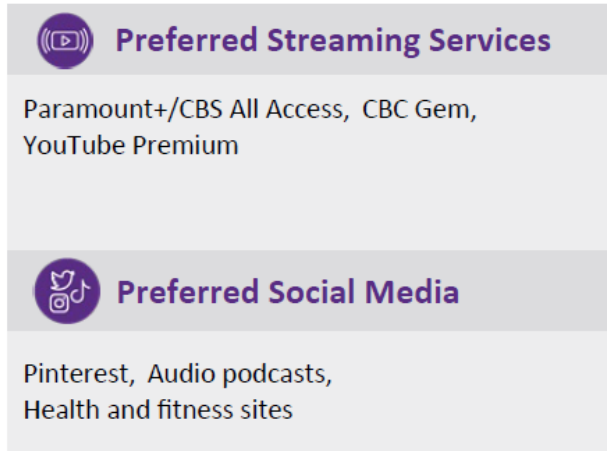 Preferred Streaming Services
Paramount+/CBS All Access, CBC Gem,
YouTube Premium
Preferred Social Media
Pinterest, Audio podcasts,
Health and fitness sites